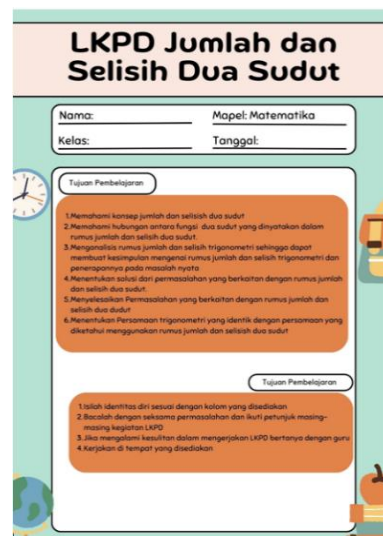 LKPD Jumlah dan
Selisih Dua Sudut
Nama:
Mapel: Matematika
Kelas:
Tanggal:
Tujuan Pembelajaran
1.Memahami konsep jumlah dan selisish dua sudut
2.Memahami hubungan antara fungsi dua sudut yang dinyatakan dalam
rumus jumlah dan selisih dua sudut.
3.Menganalisis rumus jumlah dan selisih trigonometri sehingga dapat
membuat kesimpulan mengenai rumus jumlah dan selisih trigonometri dan
penerapannya pada masalah nyata
4.Menentukan solusi dari permasalahan yang berkaitan dengan rumus jumlah
dan selisih dua sudut.
5.Menyelesaikan Permasalahan yang berkaitan dengan rumus jumlah dan
selisih dua dudut
6.Menentukan Persamaan trigonometri yang identik dengan persamaan yang
diketahui menggunakan rumus jumlah dan selisish dua sudut
Tujuan Pembelajaran
1.Isilah identitas diri sesuai dengan kolom yang disediakan
2.Bacalah dengan seksama permasalahan dan ikuti petunjuk masing-
masing kegiatan LKPD
3.Jika mengalami kesulitan dalam mengerjakan LKPD bertanya dengan guru
4.Kerjakan di tempat yang disediakan